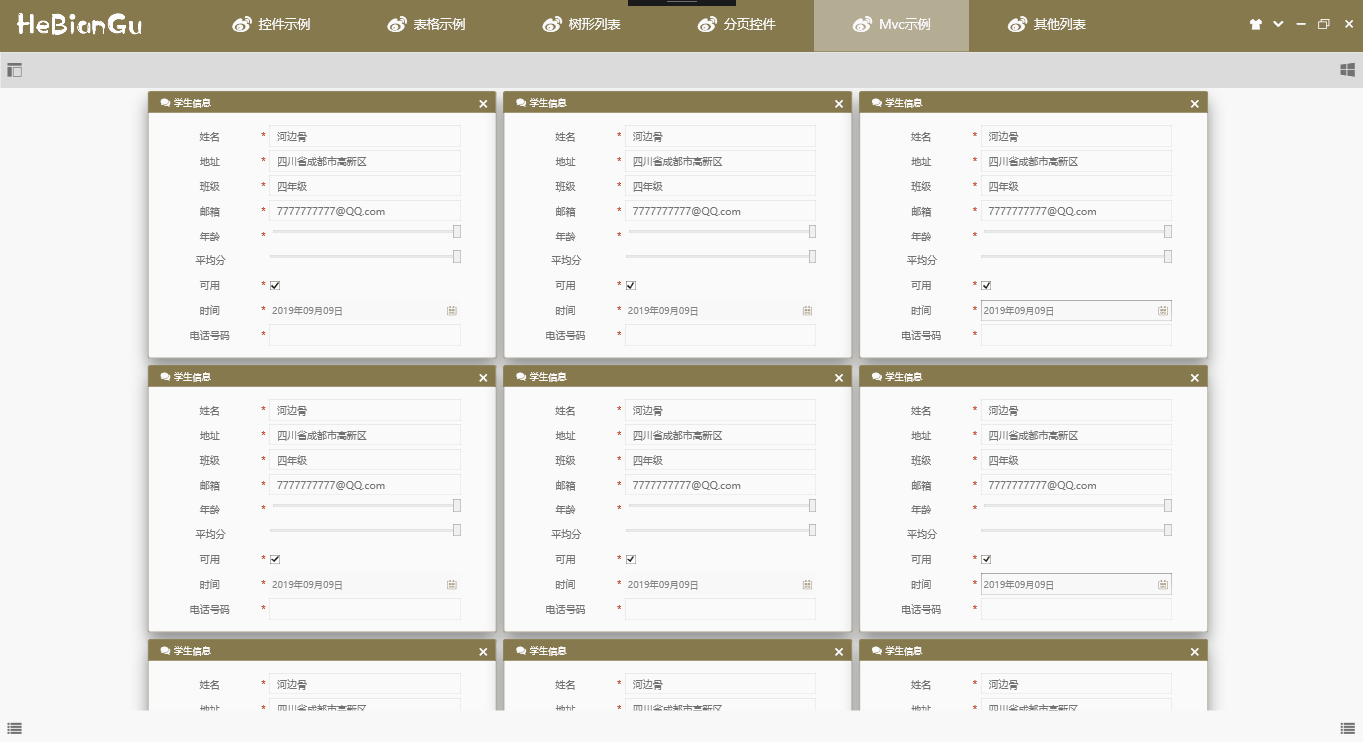 HeBianGu 控件示例 表格示例 树形列表 分页控件 Mvc示例 其他列表
学生信息 学生信息 学生信息
姓名 * 河边骨 姓名 * 河边骨 姓名 * 河边骨
地址 * 四川省成都市高新区 地址 * 四川省成都市高新区 地址 * 四川省成都市高新区
班级 * 四年级 班级 * 四年级 班级 * 四年级
邮箱 * 7777777777@QQ.com 邮箱 * 7777777777@QQ.com 邮箱 * 7777777777@QQ.com
年龄 * 年龄 * 年龄 *
平均分 平均分 平均分
可用 * 可用 * 可用 *
时间 * 2019年09月09日 时间 * 2019年09月09日 时间 * 2019年09月09日
电话号码 * 电话号码 * 电话号码 *
学生信息 学生信息 学生信息
姓名 * 河边骨 姓名 * 河边骨 姓名 * 河边骨
地址 * 四川省成都市高新区 地址 * 四川省成都市高新区 地址 * 四川省成都市高新区
班级 * 四年级 班级 * 四年级 班级 * 四年级
邮箱 * 7777777777@QQ.com 邮箱 * 7777777777@QQ.com 邮箱 * 7777777777@QQ.com
年龄 * 年龄 * 年龄 *
平均分 平均分 平均分
可用 * 可用 * 可用 *
时间 * 2019年09月09日 时间 * 2019年09月09日 时间 * 2019年09月09日
电话号码 * 电话号码 * 电话号码 *
学生信息 学生信息 学生信息
姓名 * 河边骨 姓名 * 河边骨 姓名 * 河边骨
地址 * 四川省成都市高新区 地址 * 四川省成都市高新区 地址 * 四川省成都市高新区